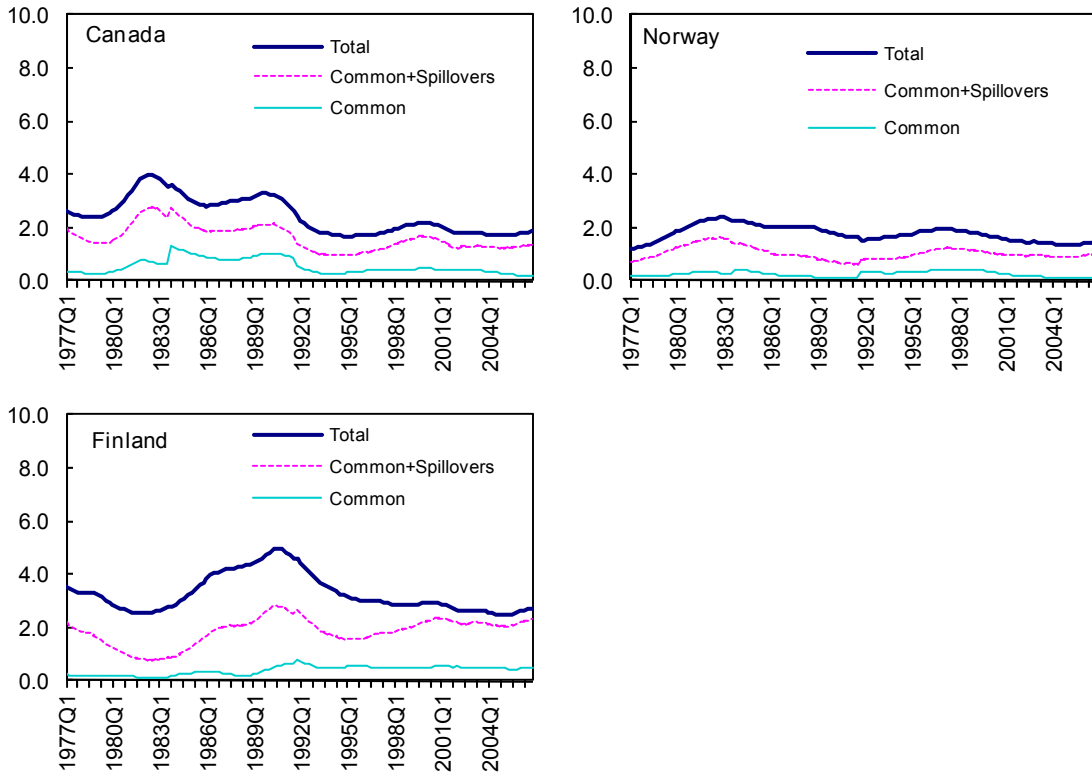 Canada
Total
Common+Spillovers
Common
10.0
8.0
6.0
4.0
2.0
0.0
1977Q1
1980Q1
1983Q1
1986Q1
1989Q1
1992Q1
1995Q1
1998Q1
2001Q1
2004Q1
Norway
Total
Common+Spillovers
Common
10.0
8.0
6.0
4.0
2.0
0.0
1977Q1
1980Q1
1983Q1
1986Q1
1989Q1
1992Q1
1995Q1
1998Q1
2001Q1
2004Q1
Finland
Total
Common+Spillovers
Common
10.0
8.0
6.0
4.0
2.0
0.0
1977Q1
1980Q1
1983Q1
1986Q1
1989Q1
1992Q1
1995Q1
1998Q1
2001Q1
2004Q1